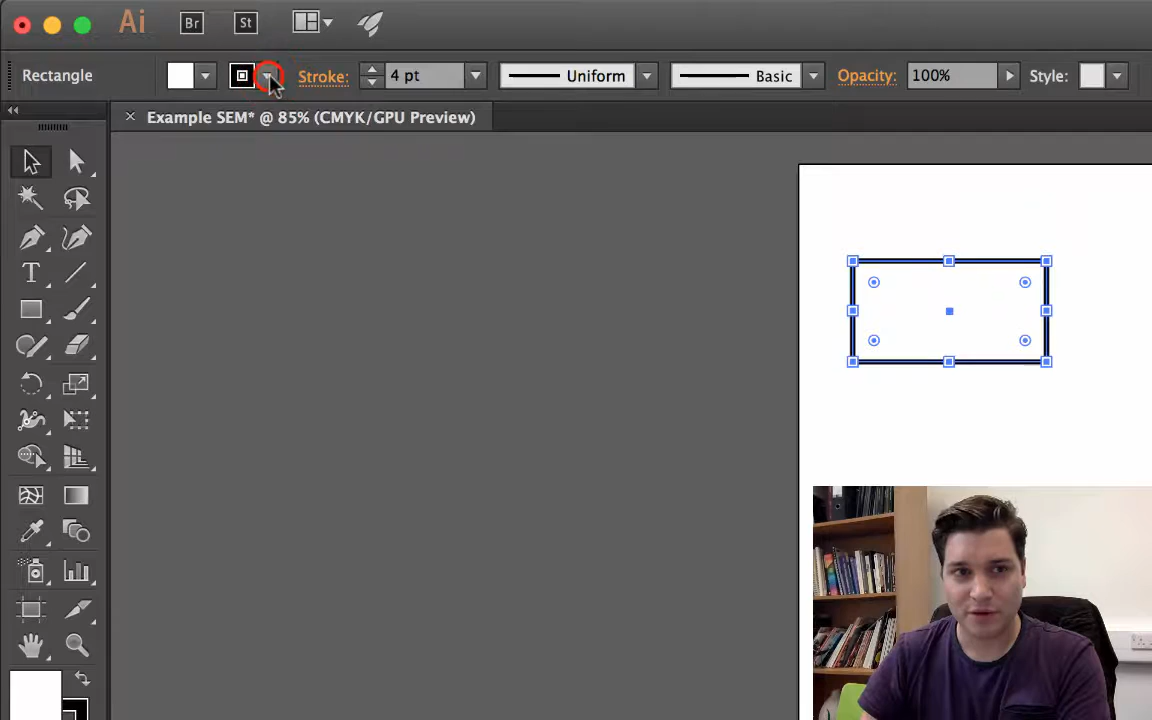 Ai Br St
Rectangle Stroke: 4 pt Uniform Basic Opacity: 100% Style:
Example SEM* @ 85% (CMYK/GPU Preview)